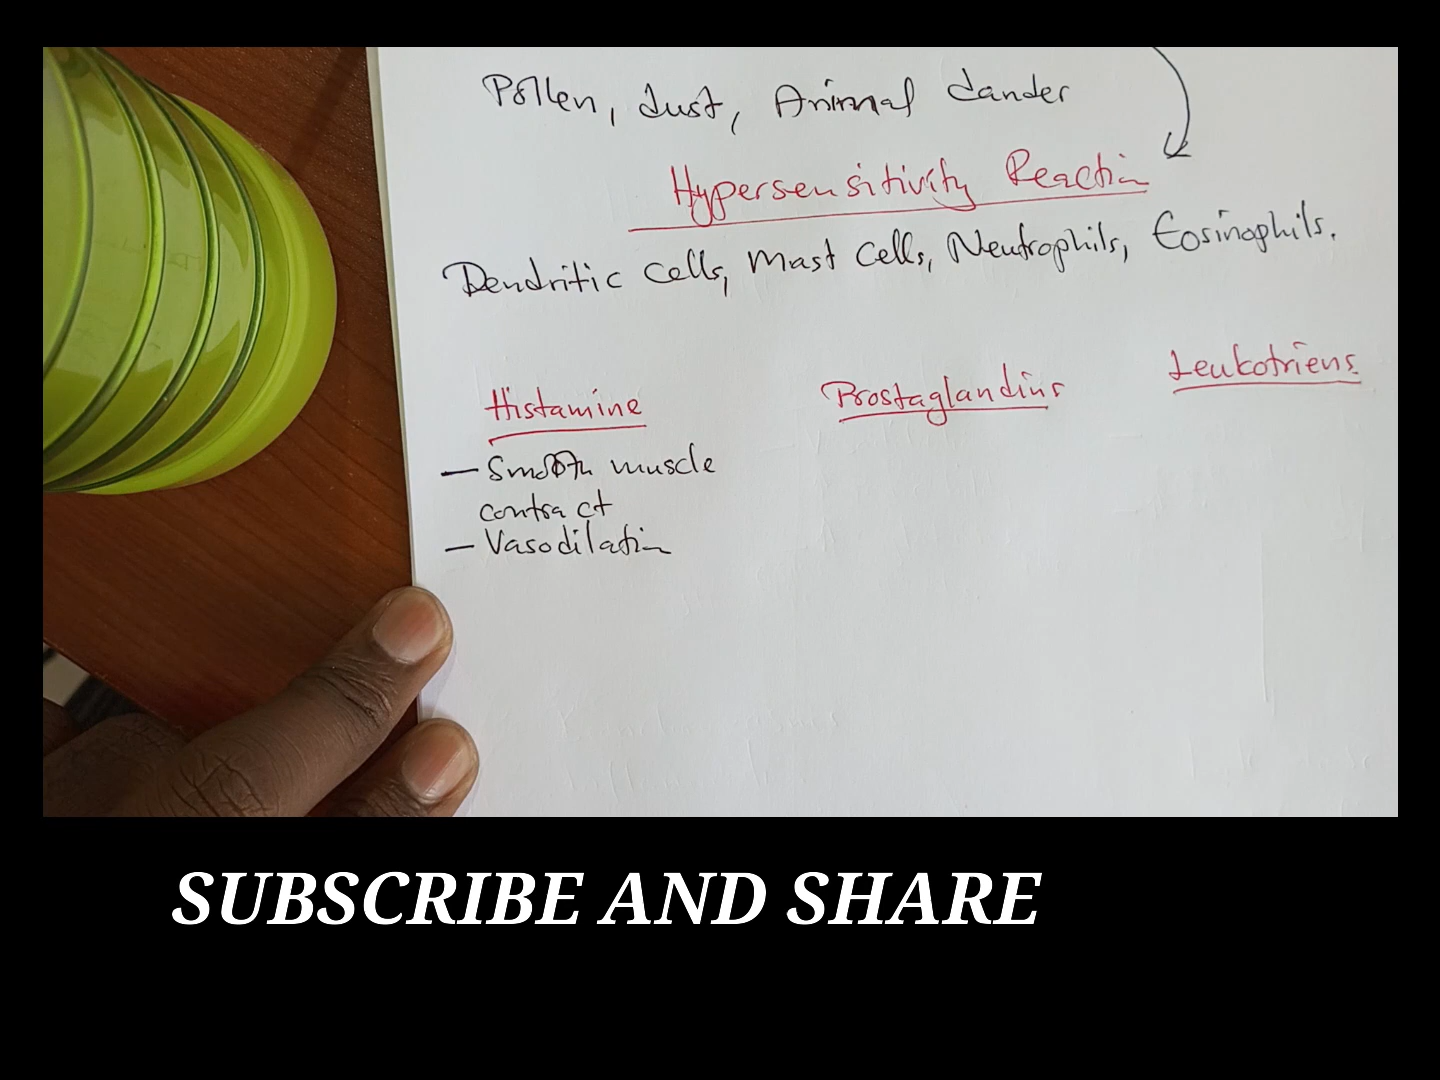 Pollen, dust, Animal dander
Hypersensitivity Reaction
Dendritic cells, Mast cells, Neutrophils, Eosinophils.
Histamine Prostaglandins Leukotriens
— Smooth muscle
contract
— Vasodilation
SUBSCRIBE AND SHARE